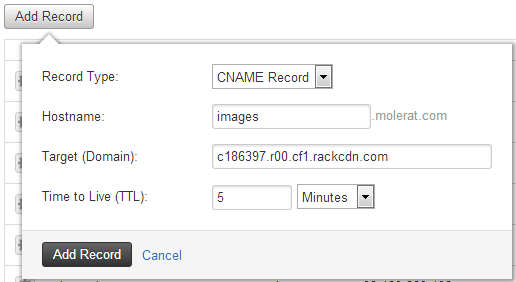 Add Record
Record Type: CNAME Record
Hostname: images .molerat.com
Target (Domain): c186397.r00.cf1.rackcdn.com
Time to Live (TTL): 5 Minutes
Add Record Cancel